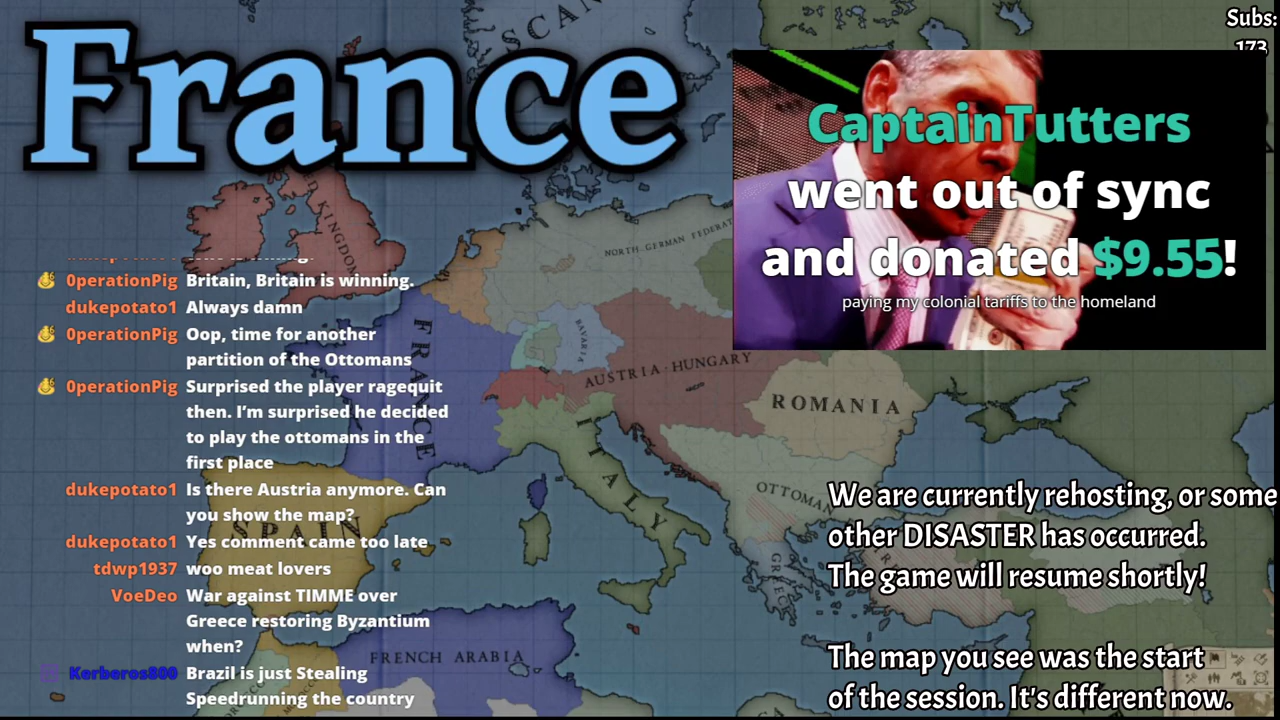 France
Subs:
173
CaptainTutters
went out of sync
and donated $9.55!
paying my colonial tariffs to the homeland
0perationPig Britain, Britain is winning.
dukepotato1 Always damn
0perationPig Oop, time for another
partition of the Ottomans
0perationPig Surprised the player ragequit
then. I'm surprised he decided
to play the ottomans in the
first place
dukepotato1 Is there Austria anymore. Can
you show the map?
dukepotato1 Yes comment came too late
tdwp1937 woo meat lovers
VoeDeo War against TIMME over
Greece restoring Byzantium
when?
Kerberos800 Brazil is just Stealing
Speedrunning the country
We are currently rehosting, or some
other DISASTER has occurred.
The game will resume shortly!
The map you see was the start
of the session. It's different now.
SCAN
KINGDOM
NORTH GERMAN FEDERAT
FRANCE
BAVARIA
AUSTRIA-HUNGARY
ROMANIA
ITALY
OTTOMAN
SPAIN
GREECE
FRENCH ARABIA